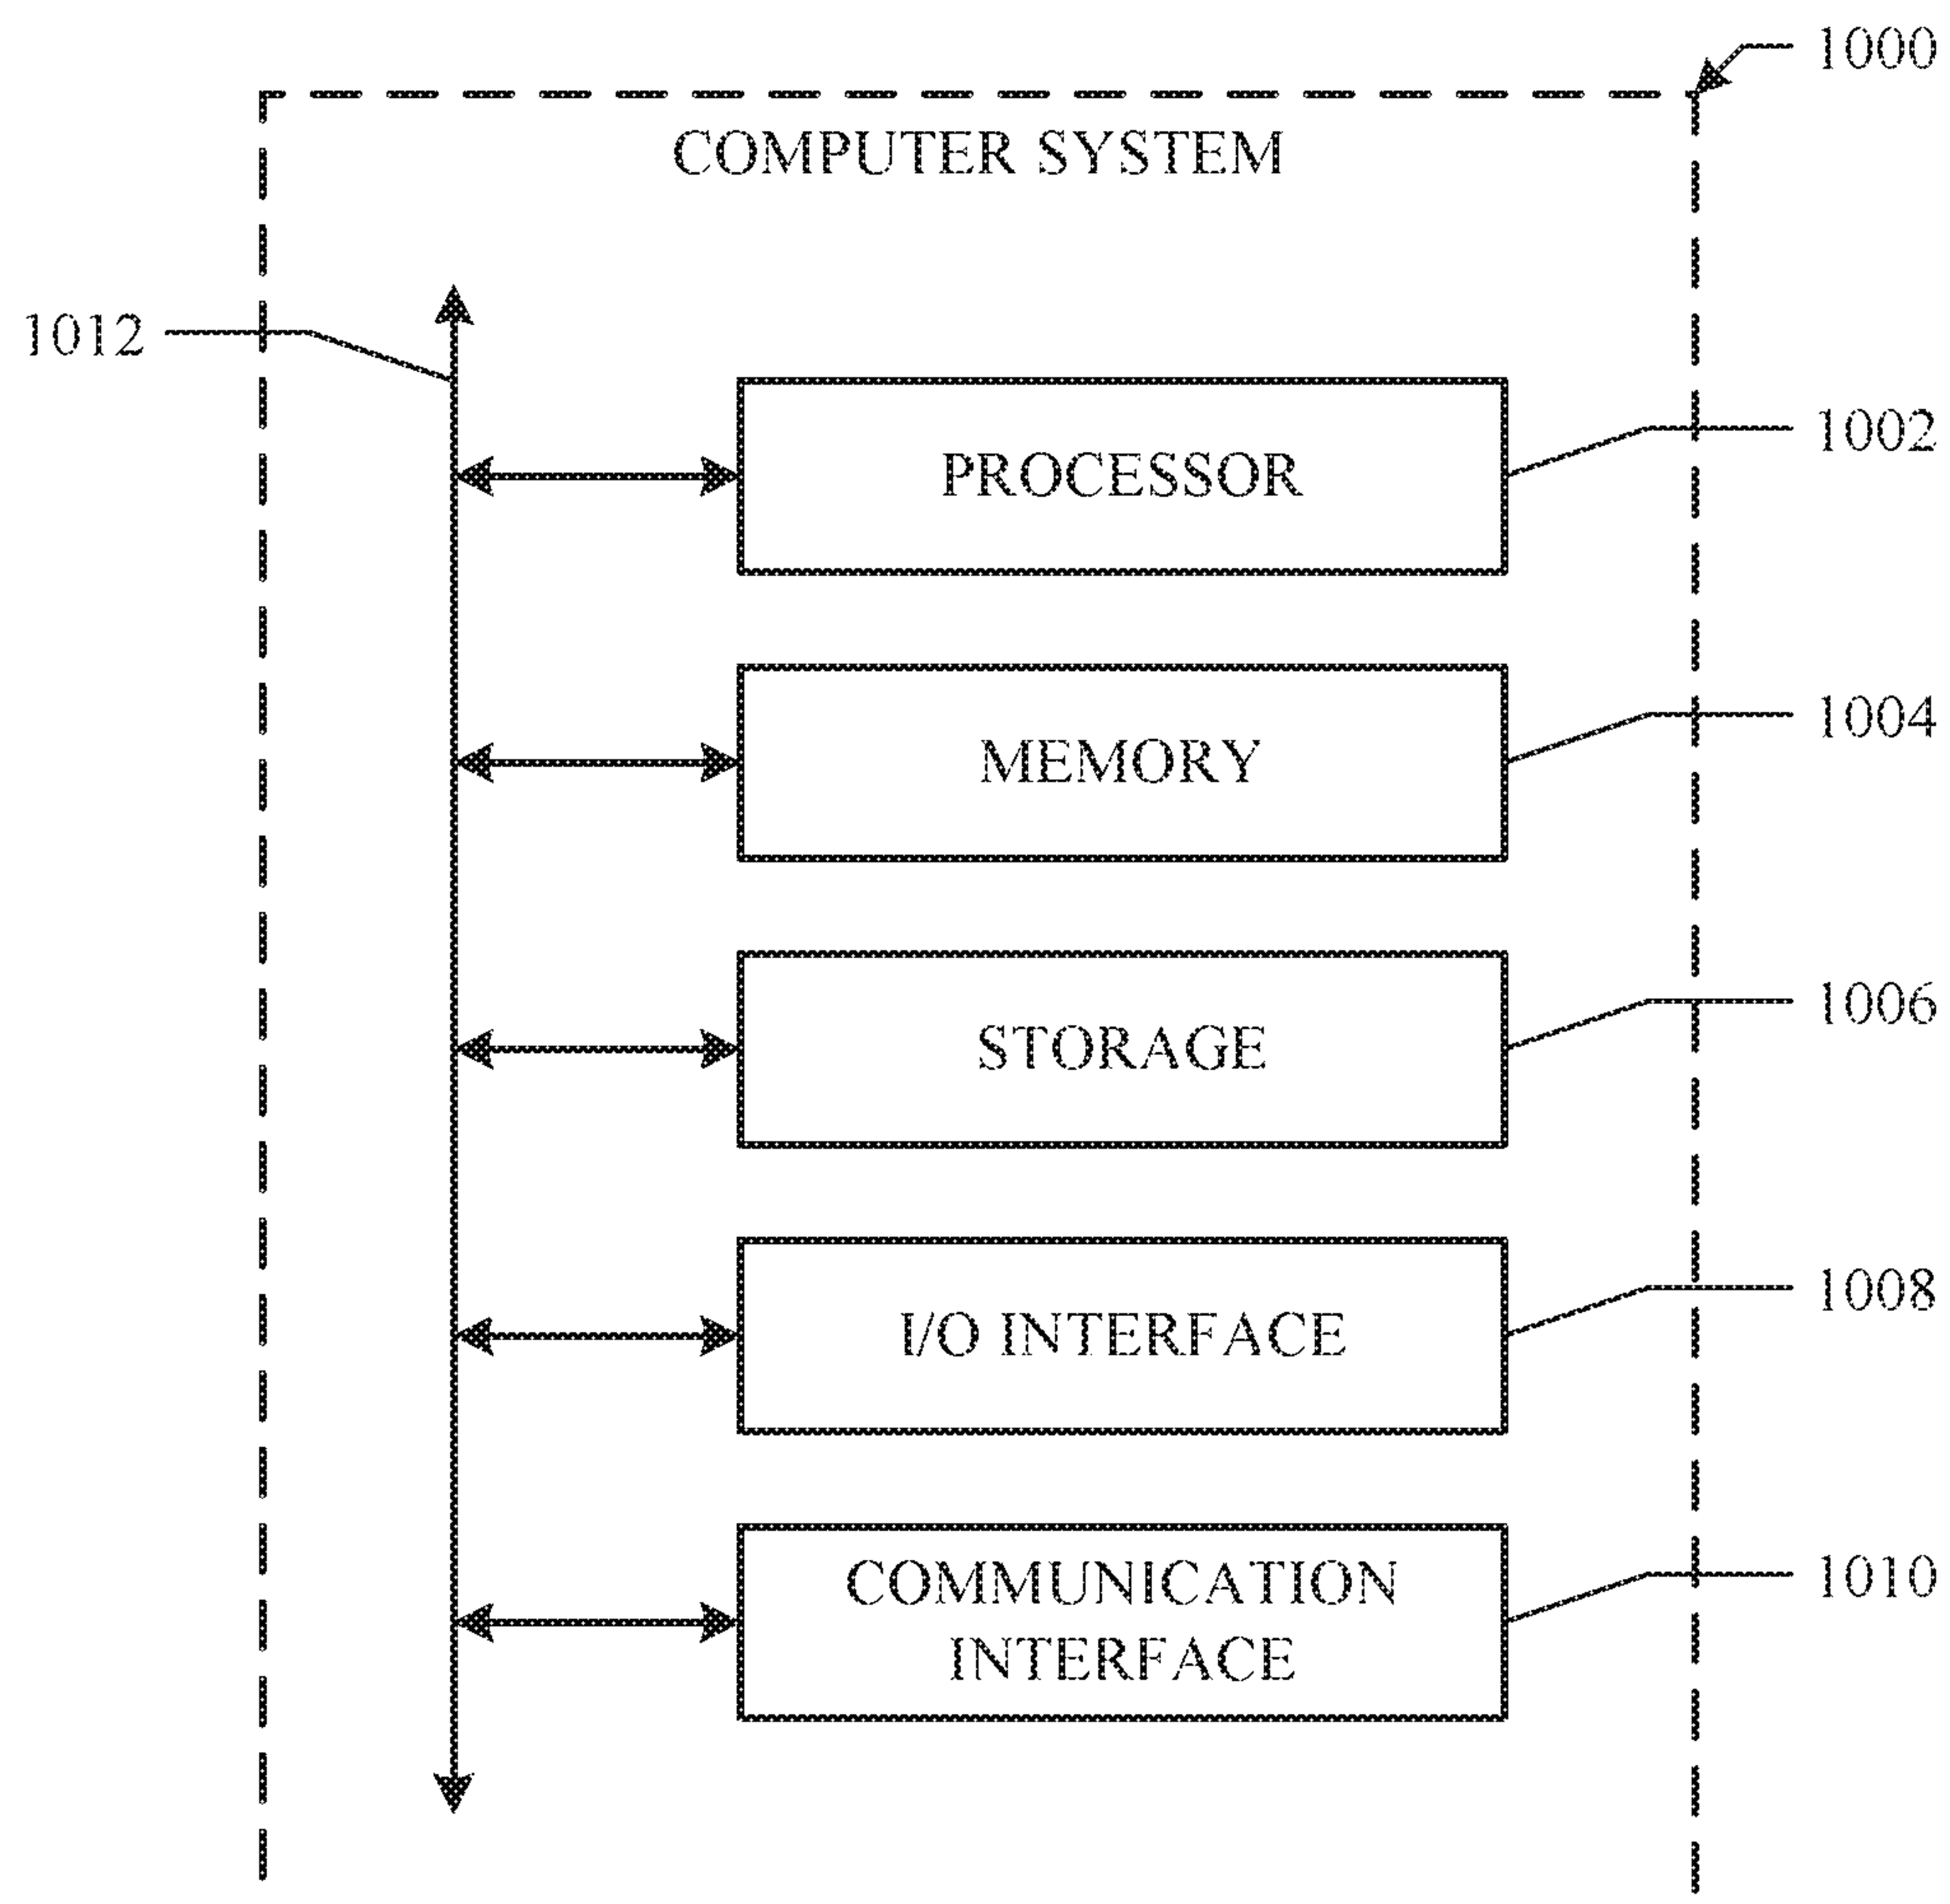 1000
COMPUTER SYSTEM
1012
PROCESSOR
1002
MEMORY
1004
STORAGE
1006
I/O INTERFACE
1008
COMMUNICATION
INTERFACE
1010